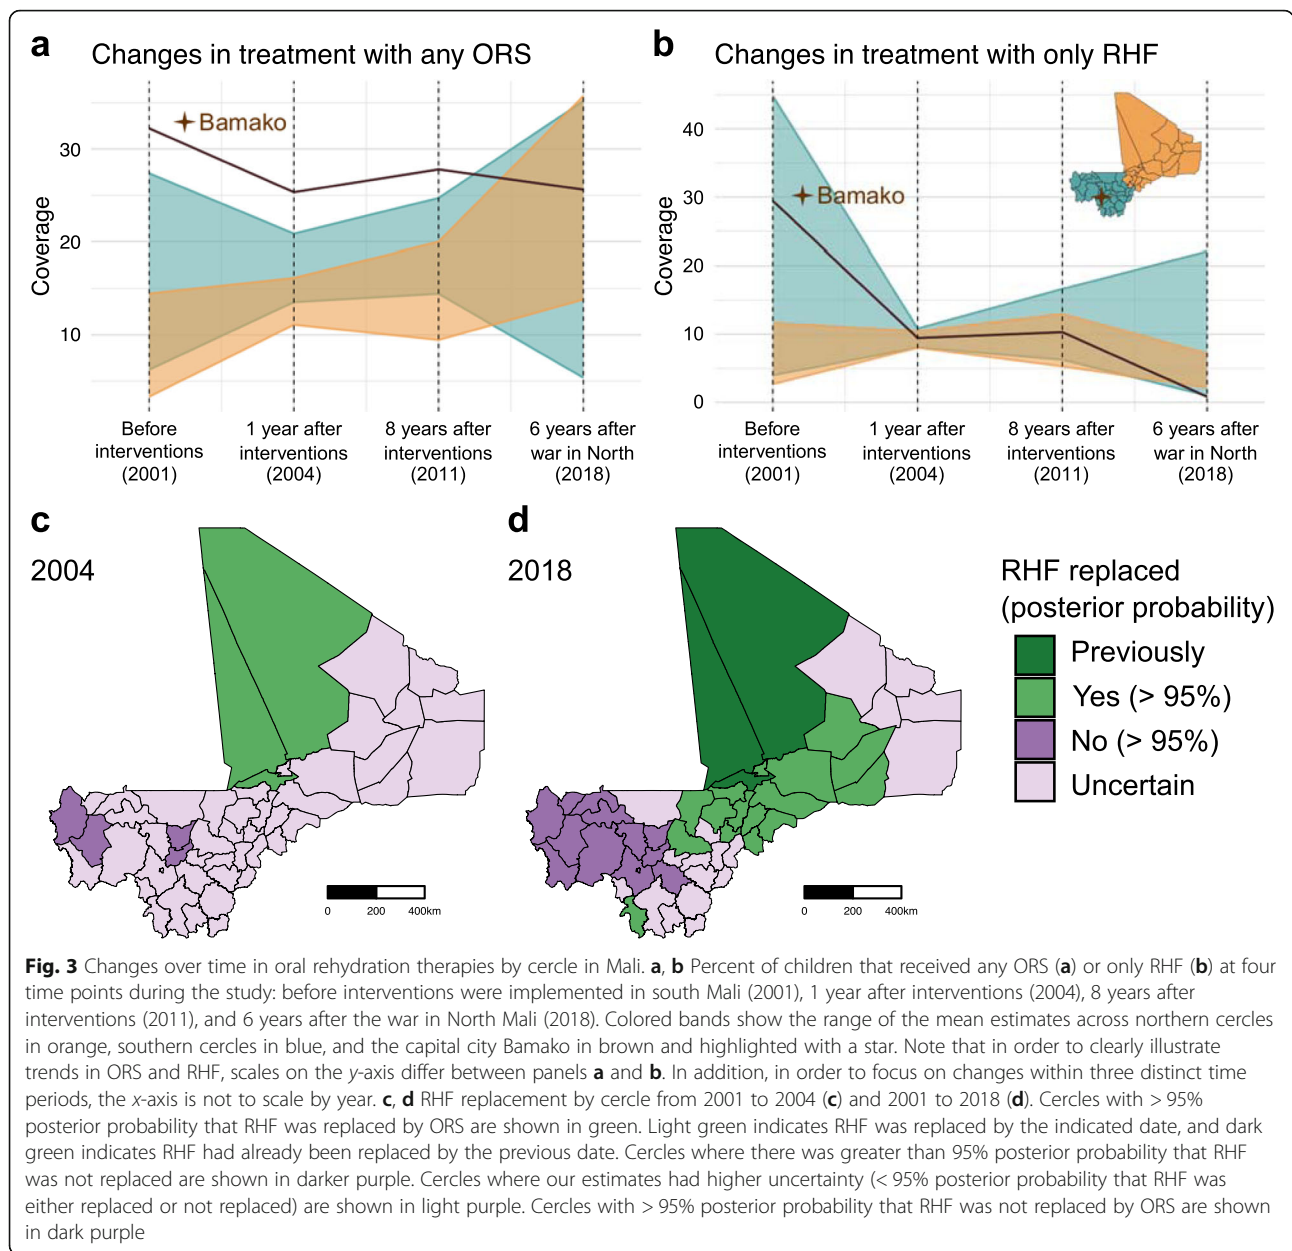 a
Changes in treatment with any ORS
Coverage
30
20
10
Bamako
Before
interventions
(2001)
1 year after
interventions
(2004)
8 years after
interventions
(2011)
6 years after
war in North
(2018)
b
Changes in treatment with only RHF
Coverage
40
30
20
10
0
Bamako
Before
interventions
(2001)
1 year after
interventions
(2004)
8 years after
interventions
(2011)
6 years after
war in North
(2018)
c
2004
0 200 400km
d
2018
0 200 400km
RHF replaced
(posterior probability)
Previously
Yes (> 95%)
No (> 95%)
Uncertain
Fig. 3 Changes over time in oral rehydration therapies by cercle in Mali. a, b Percent of children that received any ORS (a) or only RHF (b) at four
time points during the study: before interventions were implemented in south Mali (2001), 1 year after interventions (2004), 8 years after
interventions (2011), and 6 years after the war in North Mali (2018). Colored bands show the range of the mean estimates across northern cercles
in orange, southern cercles in blue, and the capital city Bamako in brown and highlighted with a star. Note that in order to clearly illustrate
trends in ORS and RHF, scales on the y-axis differ between panels a and b. In addition, in order to focus on changes within three distinct time
periods, the x-axis is not to scale by year. c, d RHF replacement by cercle from 2001 to 2004 (c) and 2001 to 2018 (d). Cercles with > 95%
posterior probability that RHF was replaced by ORS are shown in green. Light green indicates RHF was replaced by the indicated date, and dark
green indicates RHF had already been replaced by the previous date. Cercles where there was greater than 95% posterior probability that RHF
was not replaced are shown in darker purple. Cercles where our estimates had higher uncertainty (< 95% posterior probability that RHF was
either replaced or not replaced) are shown in light purple. Cercles with > 95% posterior probability that RHF was not replaced by ORS are shown
in dark purple